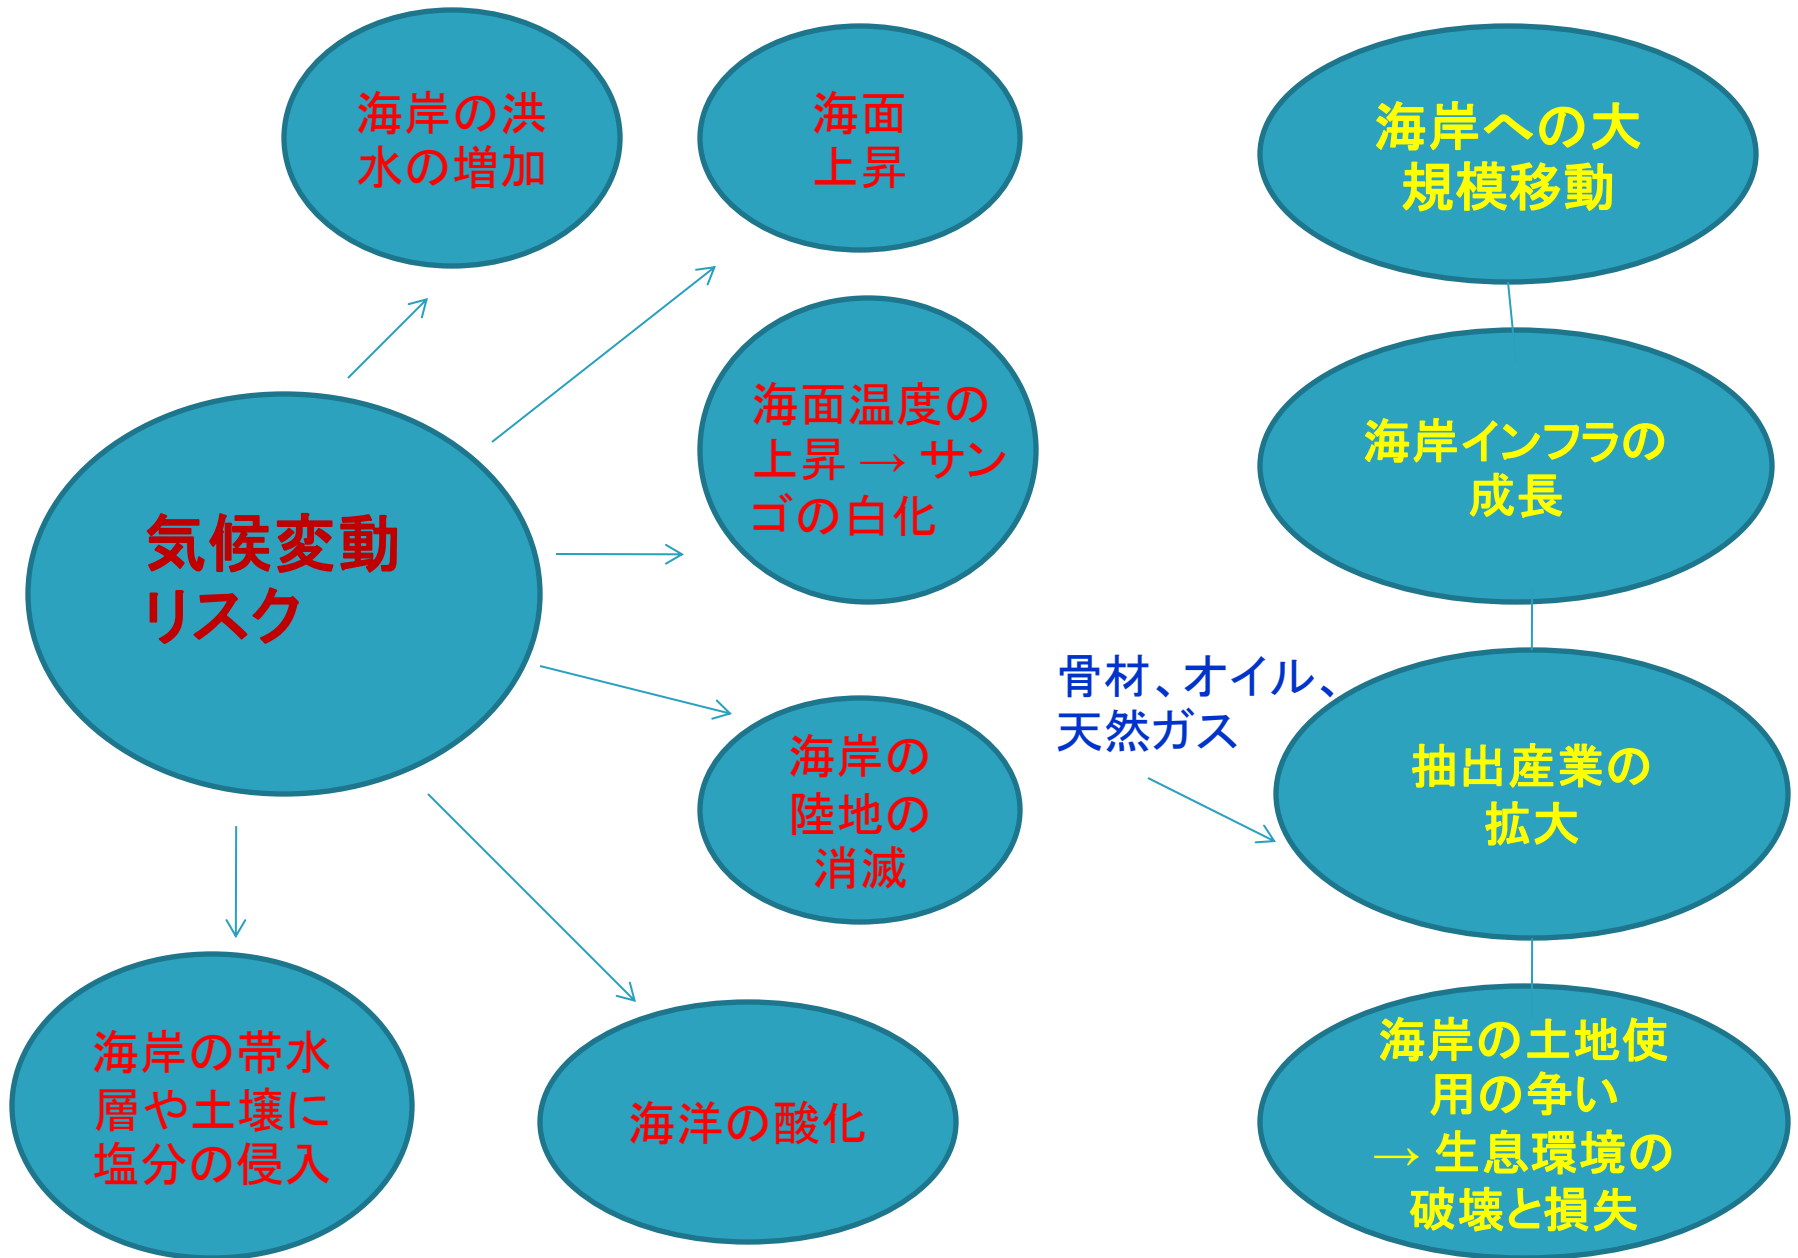 海岸の洪
水の増加
海面
上昇
海面温度の
上昇 → サン
ゴの白化
気候変動
リスク
海岸の
陸地の
消滅
海岸の帯水
層や土壌に
塩分の侵入
海洋の酸化
海岸への大
規模移動
海岸インフラの
成長
骨材、オイル、
天然ガス
抽出産業の
拡大
海岸の土地使
用の争い
→ 生息環境の
破壊と損失